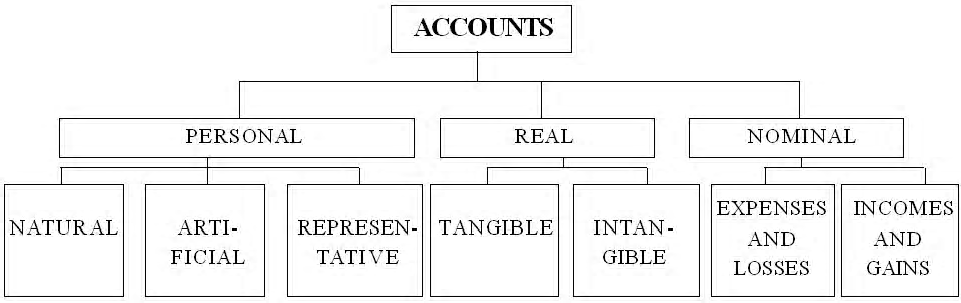 ACCOUNTS
PERSONAL
REAL
NOMINAL
NATURAL
ARTI-
FICIAL
REPRESEN-
TATIVE
TANGIBLE
INTAN-
GIBLE
EXPENSES
AND
LOSSES
INCOMES
AND
GAINS